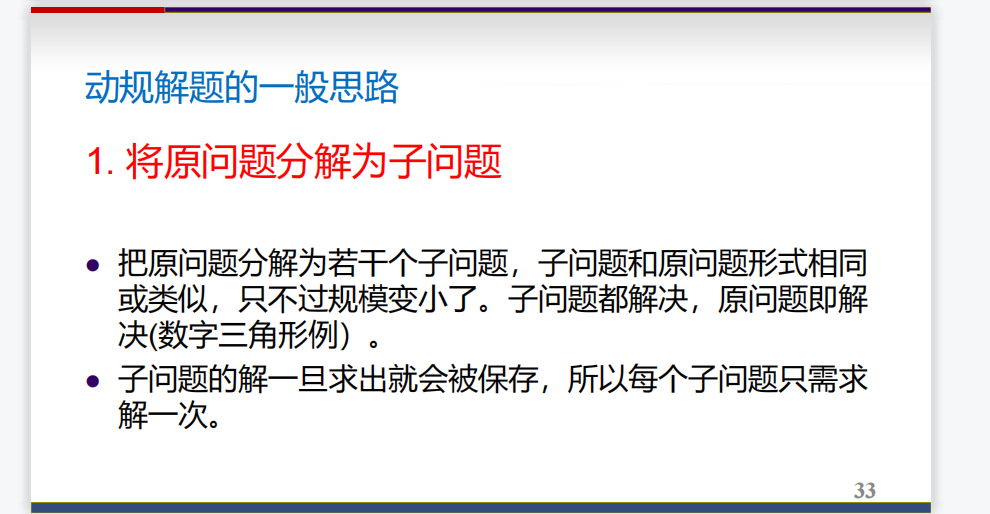 动规解题的一般思路
1. 将原问题分解为子问题
● 把原问题分解为若干个子问题，子问题和原问题形式相同
或类似，只不过规模变小了。子问题都解决，原问题即解
决(数字三角形例）。
● 子问题的解一旦求出就会被保存，所以每个子问题只需求
解一次。
33